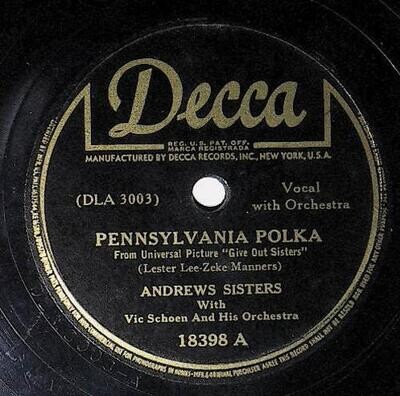 Decca
REG. U.S. PAT. OFF.
MARCA REGISTRADA
MANUFACTURED BY DECCA RECORDS, INC., NEW YORK, U.S.A.
(DLA 3003)
Vocal
with Orchestra
PENNSYLVANIA POLKA
From Universal Picture "Give Out Sisters"
(Lester Lee-Zeke Manners)
ANDREWS SISTERS
With
Vic Schoen And His Orchestra
18398 A